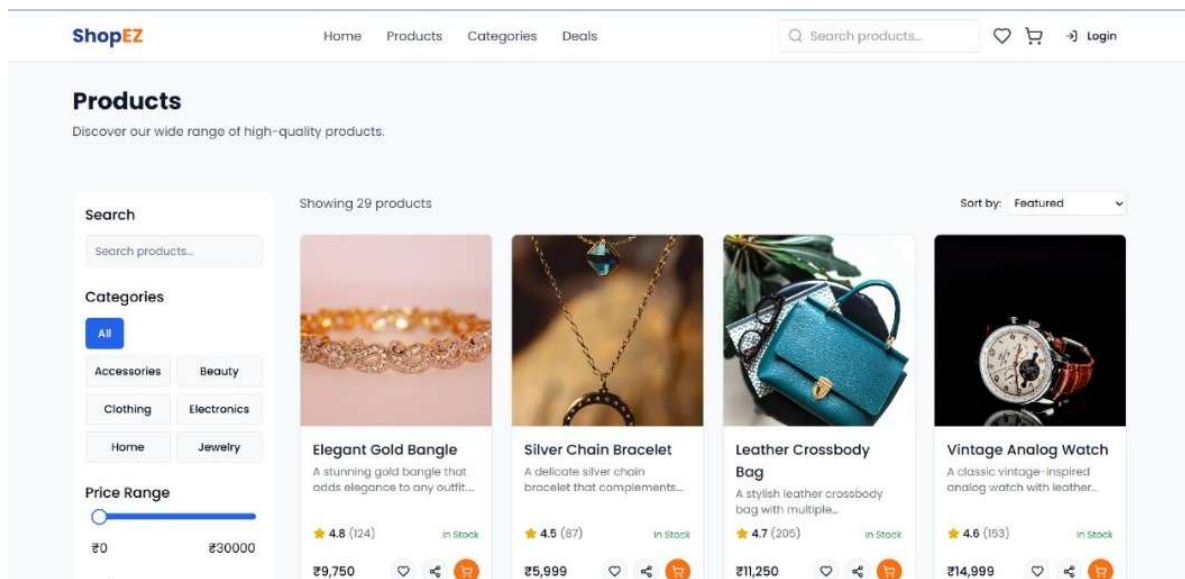 ShopEZ
Home Products Categories Deals
Search products...
Login
Products
Discover our wide range of high-quality products.
Search
Search products...
Categories
All
Accessories Beauty
Clothing Electronics
Home Jewelry
Price Range
₹0 ₹30000
Showing 29 products
Sort by: Featured
Elegant Gold Bangle
A stunning gold bangle that
adds elegance to any outfit....
4.8 (124) In Stock
₹9,750
Silver Chain Bracelet
A delicate silver chain
bracelet that complements...
4.5 (87) In Stock
₹5,999
Leather Crossbody
Bag
A stylish leather crossbody
bag with multiple...
4.7 (205) In Stock
₹11,250
Vintage Analog Watch
A classic vintage-inspired
analog watch with leather...
4.6 (153) In Stock
₹14,999